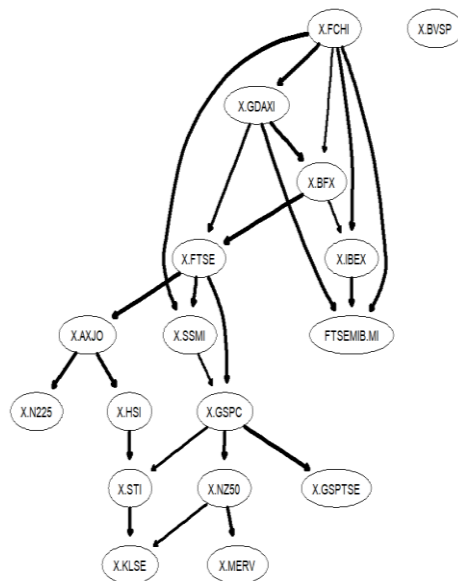 X.FCHI
X.BVSP
X.GDAXI
X.BFX
X.FTSE
X.IBEX
X.AXJO
X.SSMI
FTSEMIB.MI
X.N225
X.HSI
X.GSPC
X.STI
X.NZ50
X.GSPTSE
X.KLSE
X.MERV